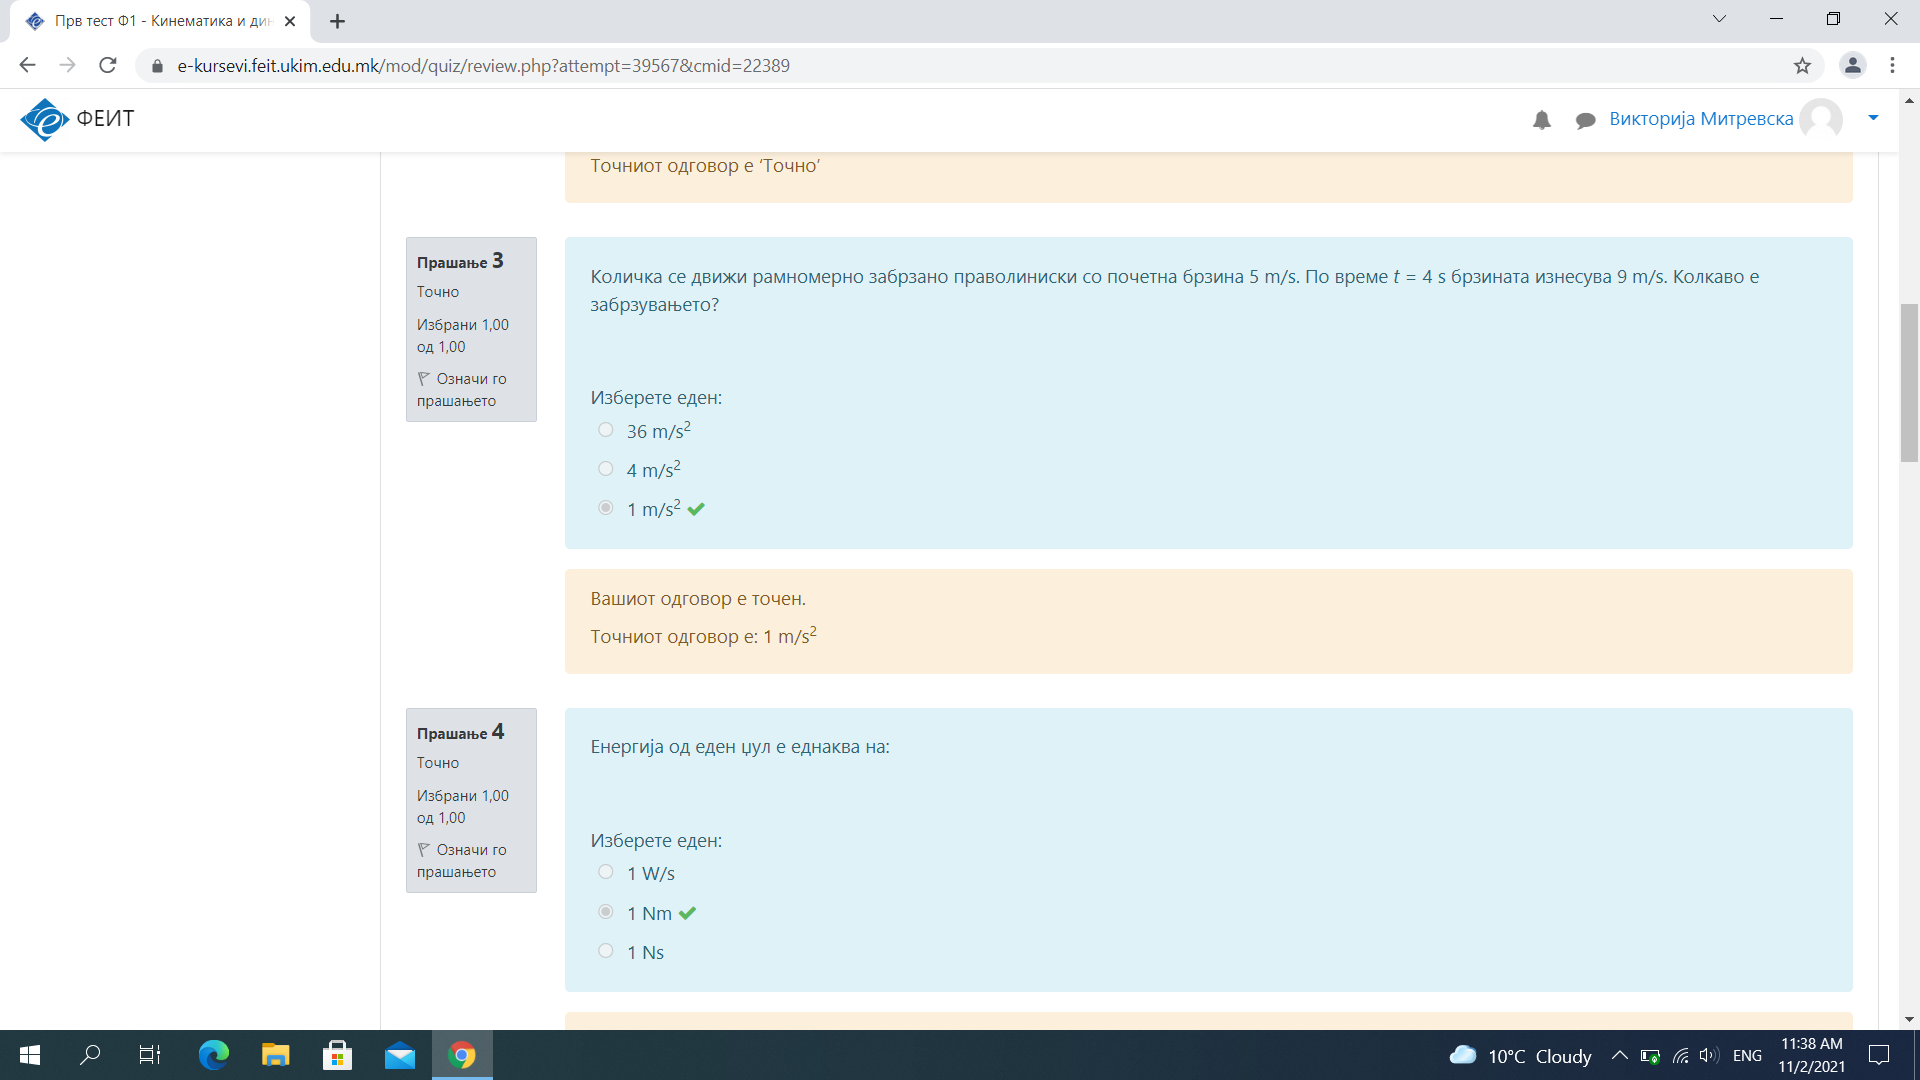 Прв тест Ф1 - Кинематика и дин
e-kursevi.feit.ukim.edu.mk/mod/quiz/review.php?attempt=39567&cmid=22389
ФЕИТ
Викторија Митревска
Точниот одговор е ‘Точно’
Прашање 3
Точно
Избрани 1,00
од 1,00
Означи го
прашањето
Количка се движи рамномерно забрзано праволиниски со почетна брзина 5 m/s. По време t = 4 s брзината изнесува 9 m/s. Колкаво е
забрзувањето?
Изберете еден:
36 m/s²
4 m/s²
1 m/s²
Вашиот одговор е точен.
Точниот одговор е: 1 m/s²
Прашање 4
Точно
Избрани 1,00
од 1,00
Означи го
прашањето
Енергија од еден џул е еднаква на:
Изберете еден:
1 W/s
1 Nm
1 Ns
10°C Cloudy
ENG
11:38 AM
11/2/2021